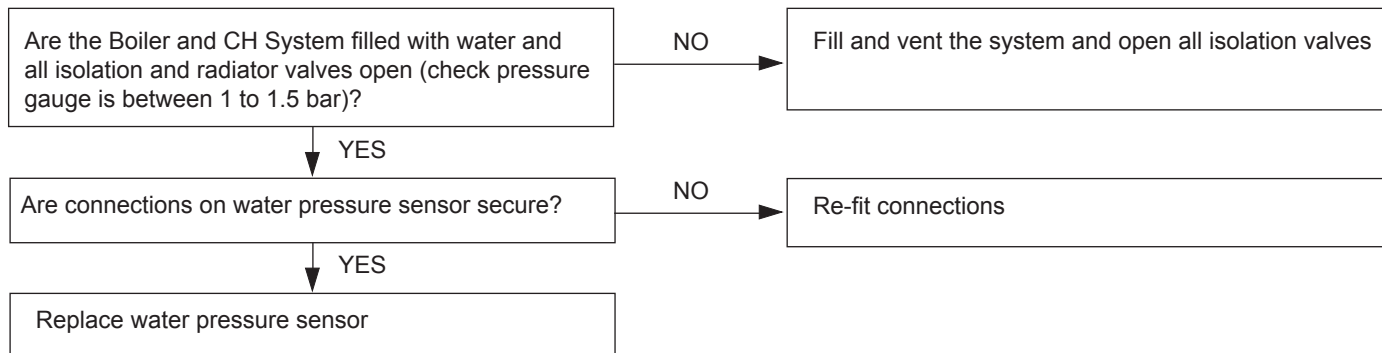 Are the Boiler and CH System filled with water and
all isolation and radiator valves open (check pressure
gauge is between 1 to 1.5 bar)?
NO
Fill and vent the system and open all isolation valves
YES
Are connections on water pressure sensor secure?
NO
Re-fit connections
YES
Replace water pressure sensor